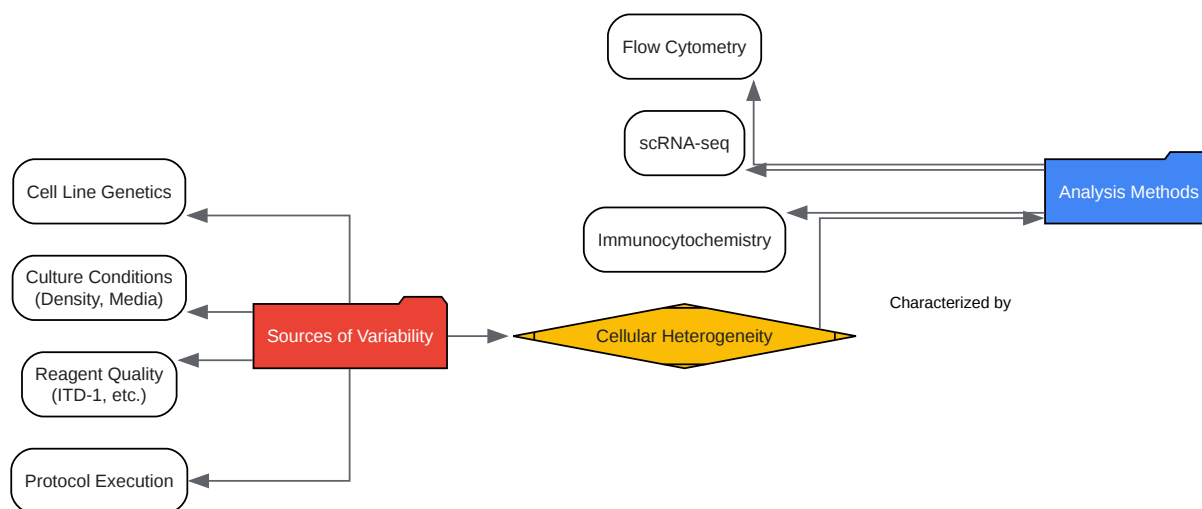 Flow Cytometry
scRNA-seq
Analysis Methods
Cell Line Genetics
Immunocytochemistry
Culture Conditions
(Density, Media)
Characterized by
Sources of Variability
Cellular Heterogeneity
Reagent Quality
(ITD-1, etc.)
Protocol Execution